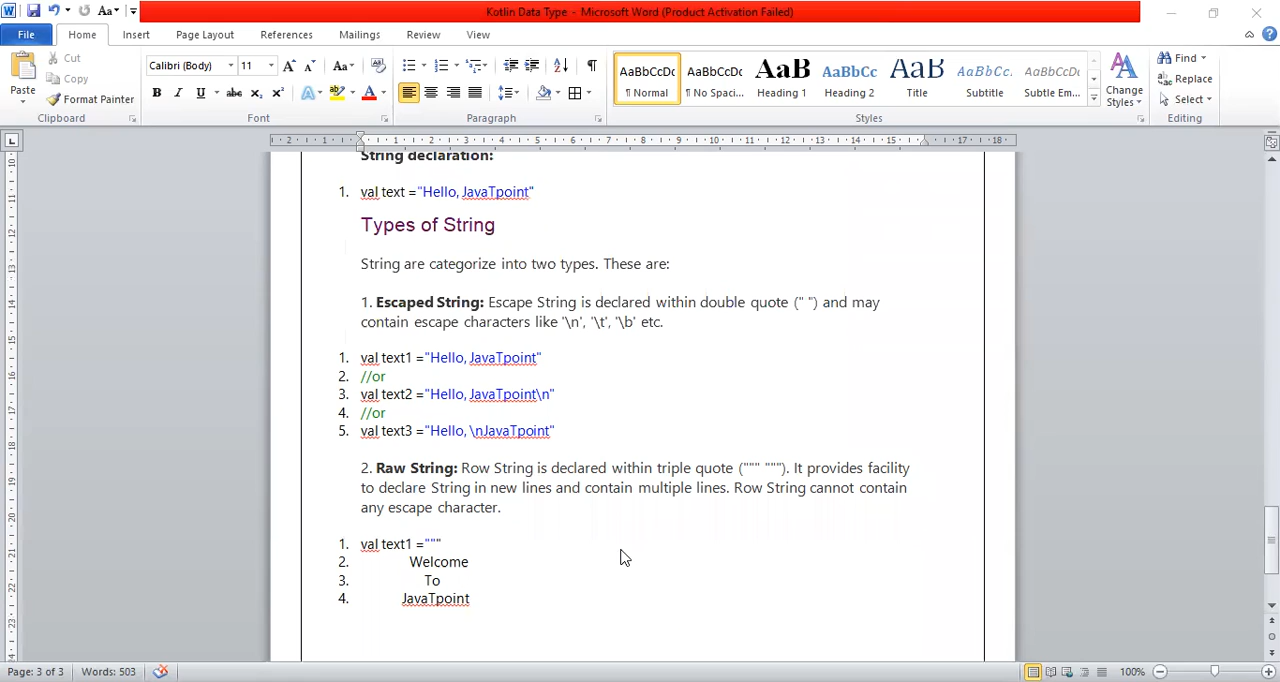 Kotlin Data Type - Microsoft Word (Product Activation Failed)
File Home Insert Page Layout References Mailings Review View
Paste
Cut
Copy
Format Painter
Clipboard
Calibri (Body) 11
Font
Paragraph
AaBbCcDc AaBbCcDc AaB AaBbCc AaB AaBbCc. AaBbCcDc
¶ Normal ¶ No Spaci... Heading 1 Heading 2 Title Subtitle Subtle Em...
Styles
Change
Styles
Find
Replace
Select
Editing
String declaration:
1. val text ="Hello, JavaTpoint"
Types of String
String are categorize into two types. These are:
1. Escaped String: Escape String is declared within double quote (" ") and may
contain escape characters like '\n', '\t', '\b' etc.
1. val text1 ="Hello, JavaTpoint"
2. //or
3. val text2 ="Hello, JavaTpoint\n"
4. //or
5. val text3 ="Hello, \nJavaTpoint"
2. Raw String: Row String is declared within triple quote (""" """). It provides facility
to declare String in new lines and contain multiple lines. Row String cannot contain
any escape character.
1. val text1 ="""
2. Welcome
3. To
4. JavaTpoint
Page: 3 of 3 Words: 503 100%